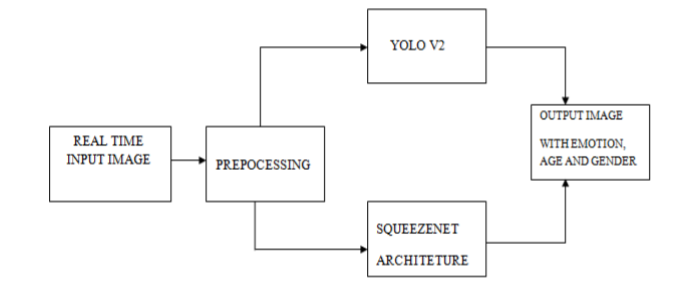 YOLO V2
OUTPUT IMAGE
WITH EMOTION,
AGE AND GENDER
REAL TIME
INPUT IMAGE
PREPOCESSING
SQUEEZENET
ARCHITETURE